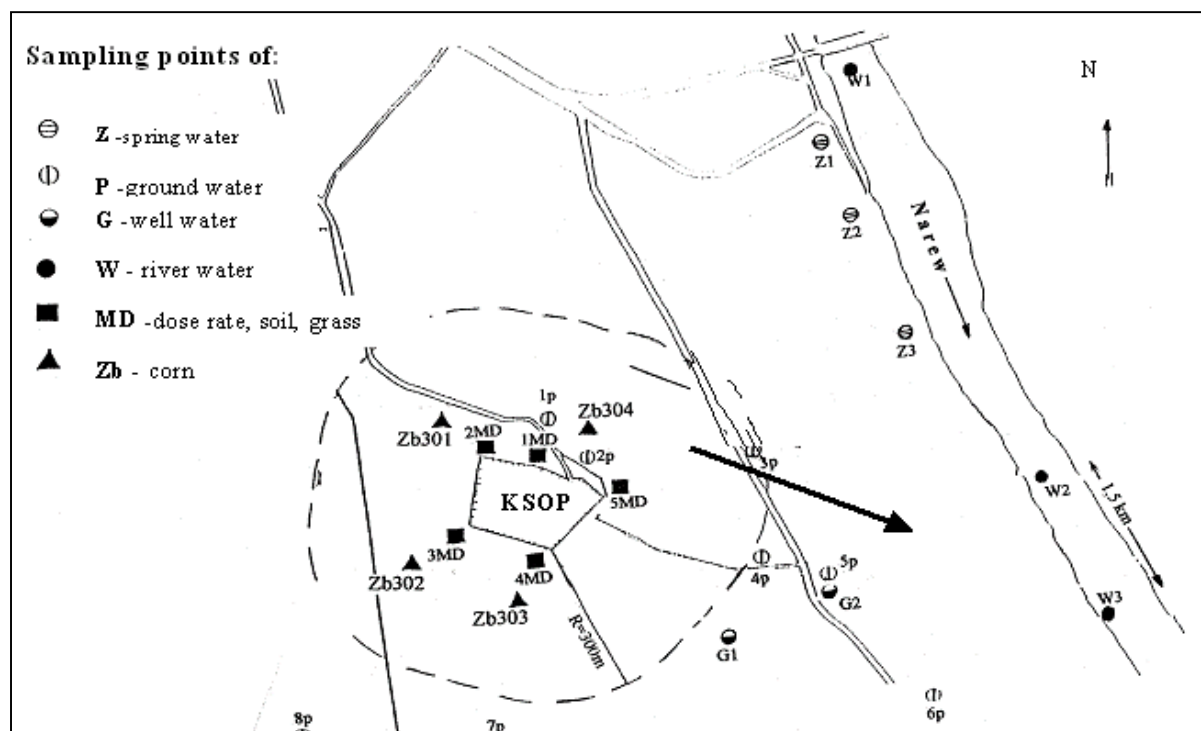 Sampling points of:
Z -spring water
P -ground water
G -well water
W - river water
MD -dose rate, soil, grass
Zb - corn
N
W1
Z1
Z2
Narew
Z3
1p
Zb304
Zb301
2MD
1MD
2p
3p
KSOP
5MD
W2
1,5 km
3MD
Zb302
4MD
4p
5p
G2
Zb303
R=300m
G1
W3
6p
8p
7p